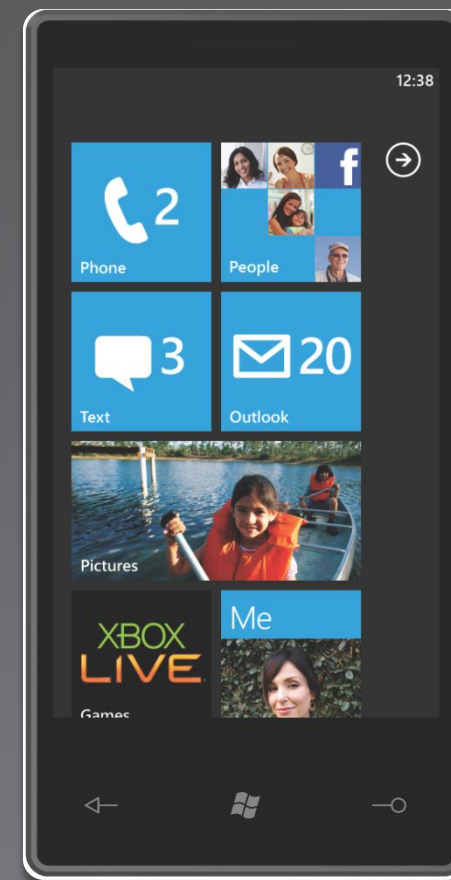 12:38
2
Phone
f
People
3
Text
20
Outlook
Pictures
XBOX
LIVE
Games
Me